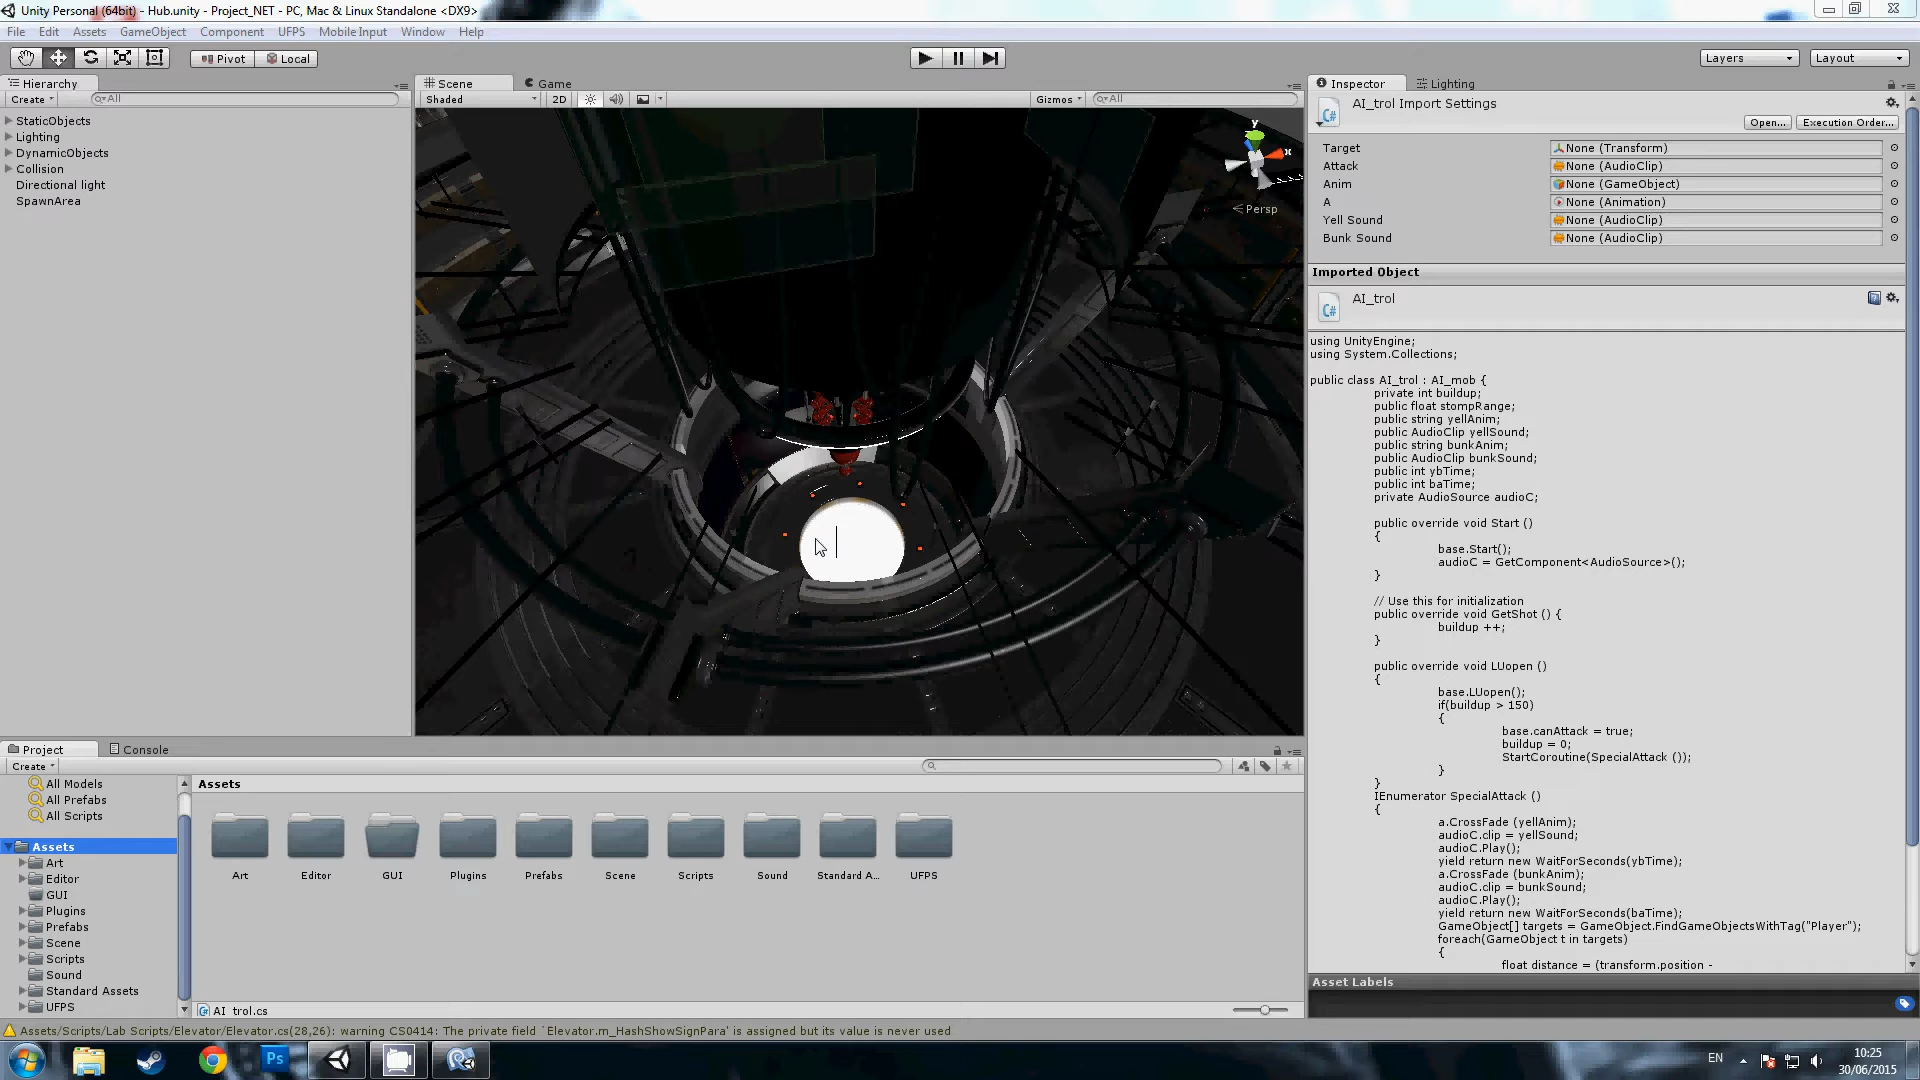 Unity Personal (64bit) - Hub.unity - Project_NET - PC, Mac & Linux Standalone <DX9>
File Edit Assets GameObject Component UFPS Mobile Input Window Help
Pivot Local
Layers Layout
Hierarchy
Create All
StaticObjects
Lighting
DynamicObjects
Collision
Directional light
SpawnArea
Scene Game
Shaded 2D Gizmos All
y
x
Persp
Inspector Lighting
AI_trol Import Settings
Open... Execution Order...
Target None (Transform)
Attack None (AudioClip)
Anim None (GameObject)
A None (Animation)
Yell Sound None (AudioClip)
Bunk Sound None (AudioClip)
Imported Object
C#
AI_trol
using UnityEngine;
using System.Collections;
public class AI_trol : AI_mob {
private int buildup;
public float stompRange;
public string yellAnim;
public AudioClip yellSound;
public string bunkAnim;
public AudioClip bunkSound;
public int ybTime;
public int baTime;
private AudioSource audioC;
public override void Start ()
{
base.Start();
audioC = GetComponent<AudioSource>();
}
// Use this for initialization
public override void GetShot () {
buildup ++;
}
public override void LUopen ()
{
base.LUopen();
if(buildup > 150)
{
base.canAttack = true;
buildup = 0;
StartCoroutine(SpecialAttack ());
}
}
IEnumerator SpecialAttack ()
{
a.CrossFade (yellAnim);
audioC.clip = yellSound;
audioC.Play();
yield return new WaitForSeconds(ybTime);
a.CrossFade (bunkAnim);
audioC.clip = bunkSound;
audioC.Play();
yield return new WaitForSeconds(baTime);
GameObject[] targets = GameObject.FindGameObjectsWithTag("Player");
foreach(GameObject t in targets)
{
float distance = (transform.position -
Asset Labels
Project Console
Create
All Models
All Prefabs
All Scripts
Assets
Art
Editor
GUI
Plugins
Prefabs
Scene
Scripts
Sound
Standard Assets
UFPS
Assets
Art Editor GUI Plugins Prefabs Scene Scripts Sound Standard A... UFPS
AI_trol.cs
Assets/Scripts/Lab Scripts/Elevator/Elevator.cs(28,26): warning CS0414: The private field `Elevator.m_HashShowSignPara' is assigned but its value is never used
Ps
EN
10:25
30/06/2015